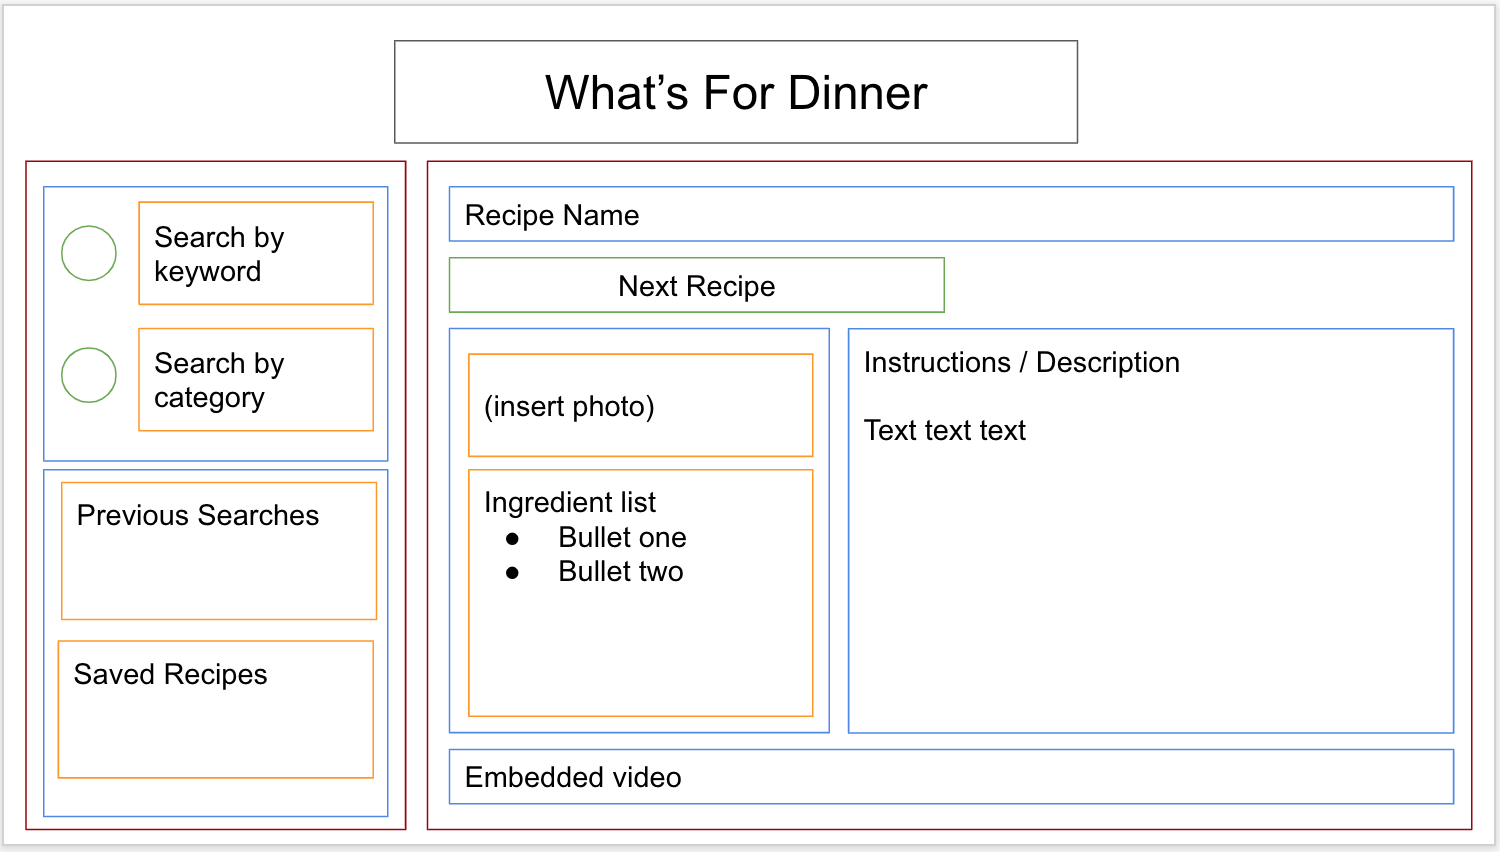 What’s For Dinner
Search by
keyword
Search by
category
Previous Searches
Saved Recipes
Recipe Name
Next Recipe
(insert photo)
Ingredient list
● Bullet one
● Bullet two
Instructions / Description
Text text text
Embedded video